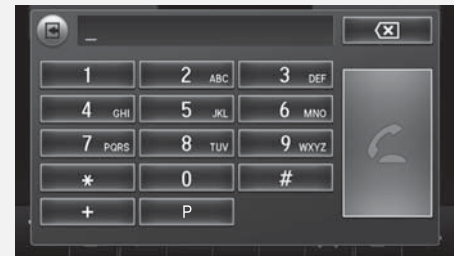 _
1 2 ABC 3 DEF
4 GHI 5 JKL 6 MNO
7 PQRS 8 TUV 9 WXYZ
* 0 #
+ P